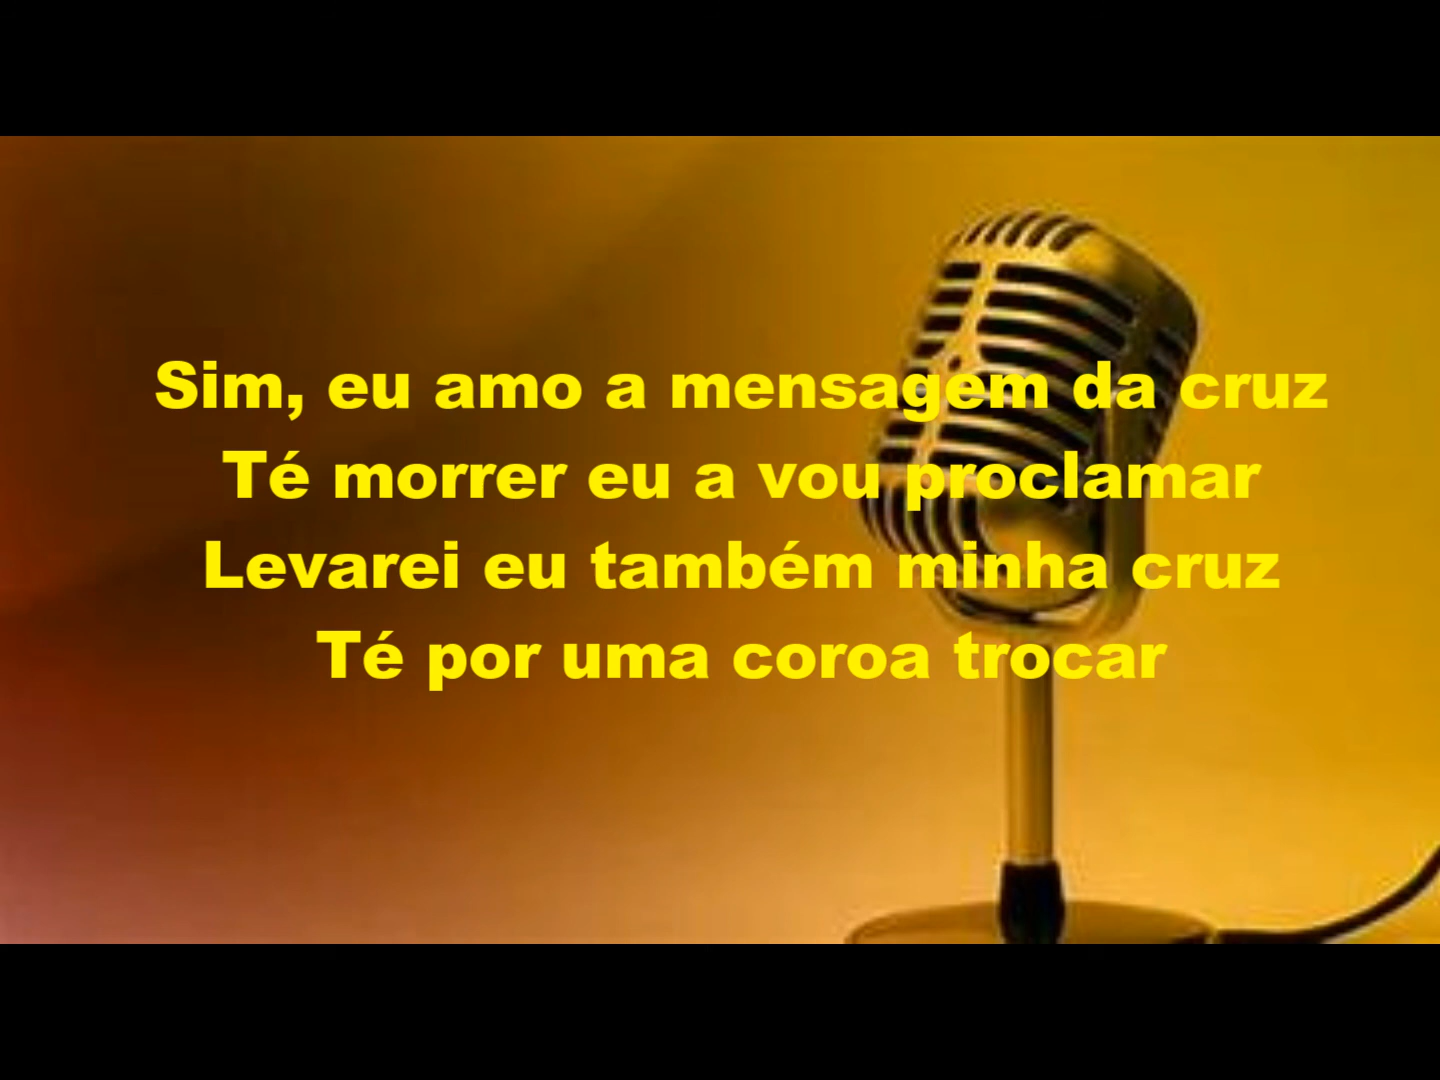 Sim, eu amo a mensagem da cruz
Té morrer eu a vou proclamar
Levarei eu também minha cruz
Té por uma coroa trocar